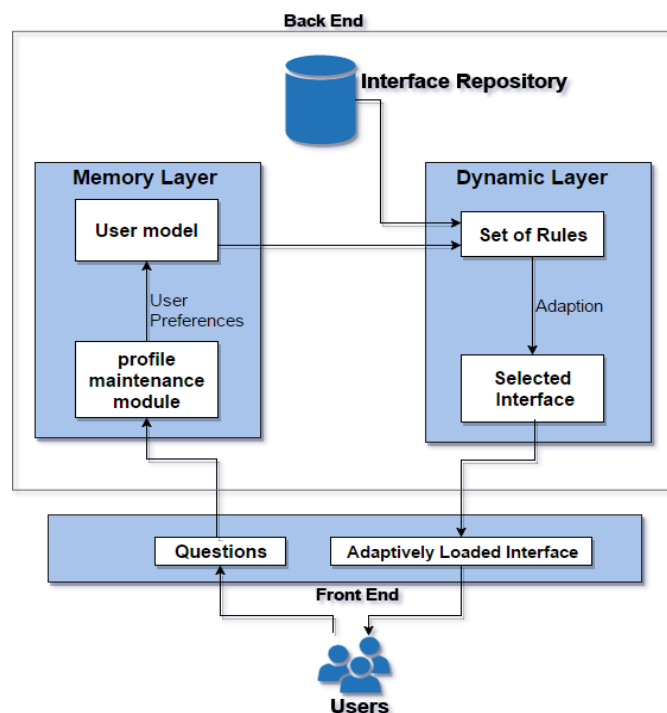 Back End
Interface Repository
Memory Layer
User model
User
Preferences
profile
maintenance
module
Dynamic Layer
Set of Rules
Adaption
Selected
Interface
Questions
Adaptively Loaded Interface
Front End
Users